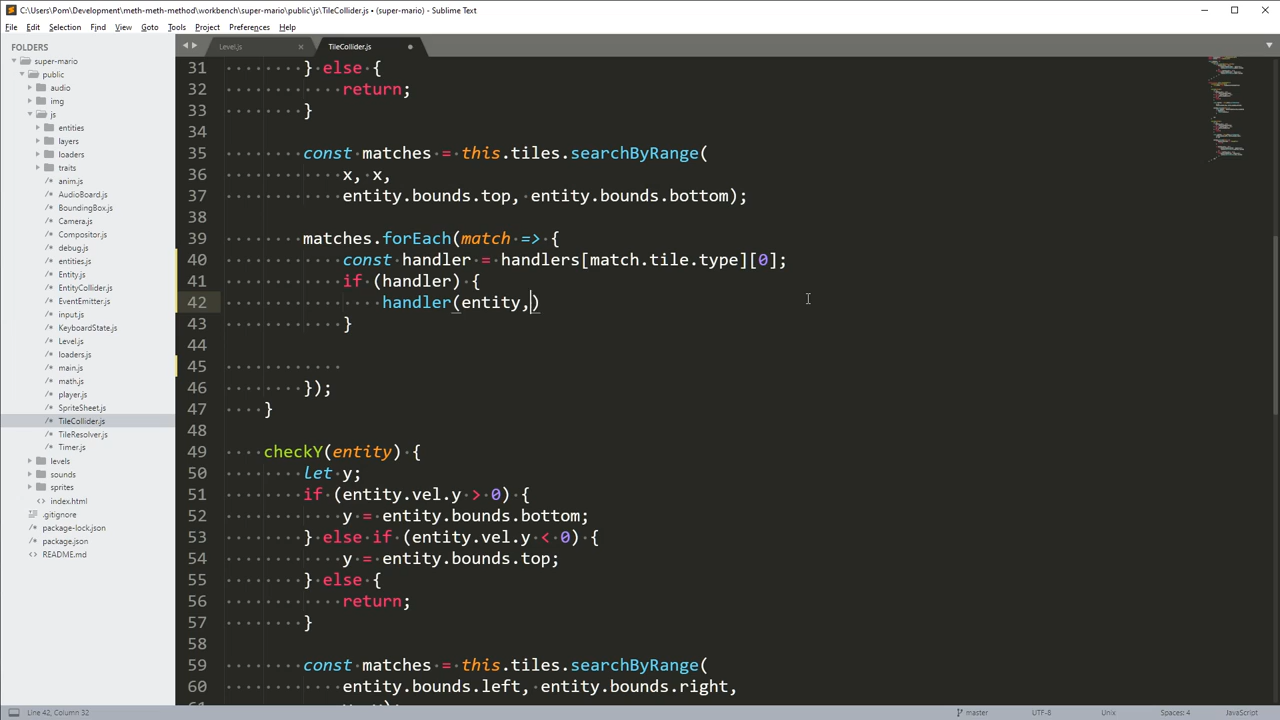 C:\Users\Pom\Development\meth-meth-method\workbench\super-mario\public\js\TileCollider.js • (super-mario) - Sublime Text
File Edit Selection Find View Goto Tools Project Preferences Help
FOLDERS
super-mario
public
audio
img
js
entities
layers
loaders
traits
anim.js
AudioBoard.js
BoundingBox.js
Camera.js
Compositor.js
debug.js
entities.js
Entity.js
EntityCollider.js
EventEmitter.js
input.js
KeyboardState.js
Level.js
loaders.js
main.js
math.js
player.js
SpriteSheet.js
TileCollider.js
TileResolver.js
Timer.js
levels
sounds
sprites
index.html
.gitignore
package-lock.json
package.json
README.md
Level.js × TileCollider.js
31 } else {
32 return;
33 }
34
35 const matches = this.tiles.searchByRange(
36 x, x,
37 entity.bounds.top, entity.bounds.bottom);
38
39 matches.forEach(match => {
40 const handler = handlers[match.tile.type][0];
41 if (handler) {
42 handler(entity,)
43 }
44
45
46 });
47 }
48
49 checkY(entity) {
50 let y;
51 if (entity.vel.y > 0) {
52 y = entity.bounds.bottom;
53 } else if (entity.vel.y < 0) {
54 y = entity.bounds.top;
55 } else {
56 return;
57 }
58
59 const matches = this.tiles.searchByRange(
60 entity.bounds.left, entity.bounds.right,
Line 42, Column 32 master UTF-8 Unix Spaces: 4 JavaScript